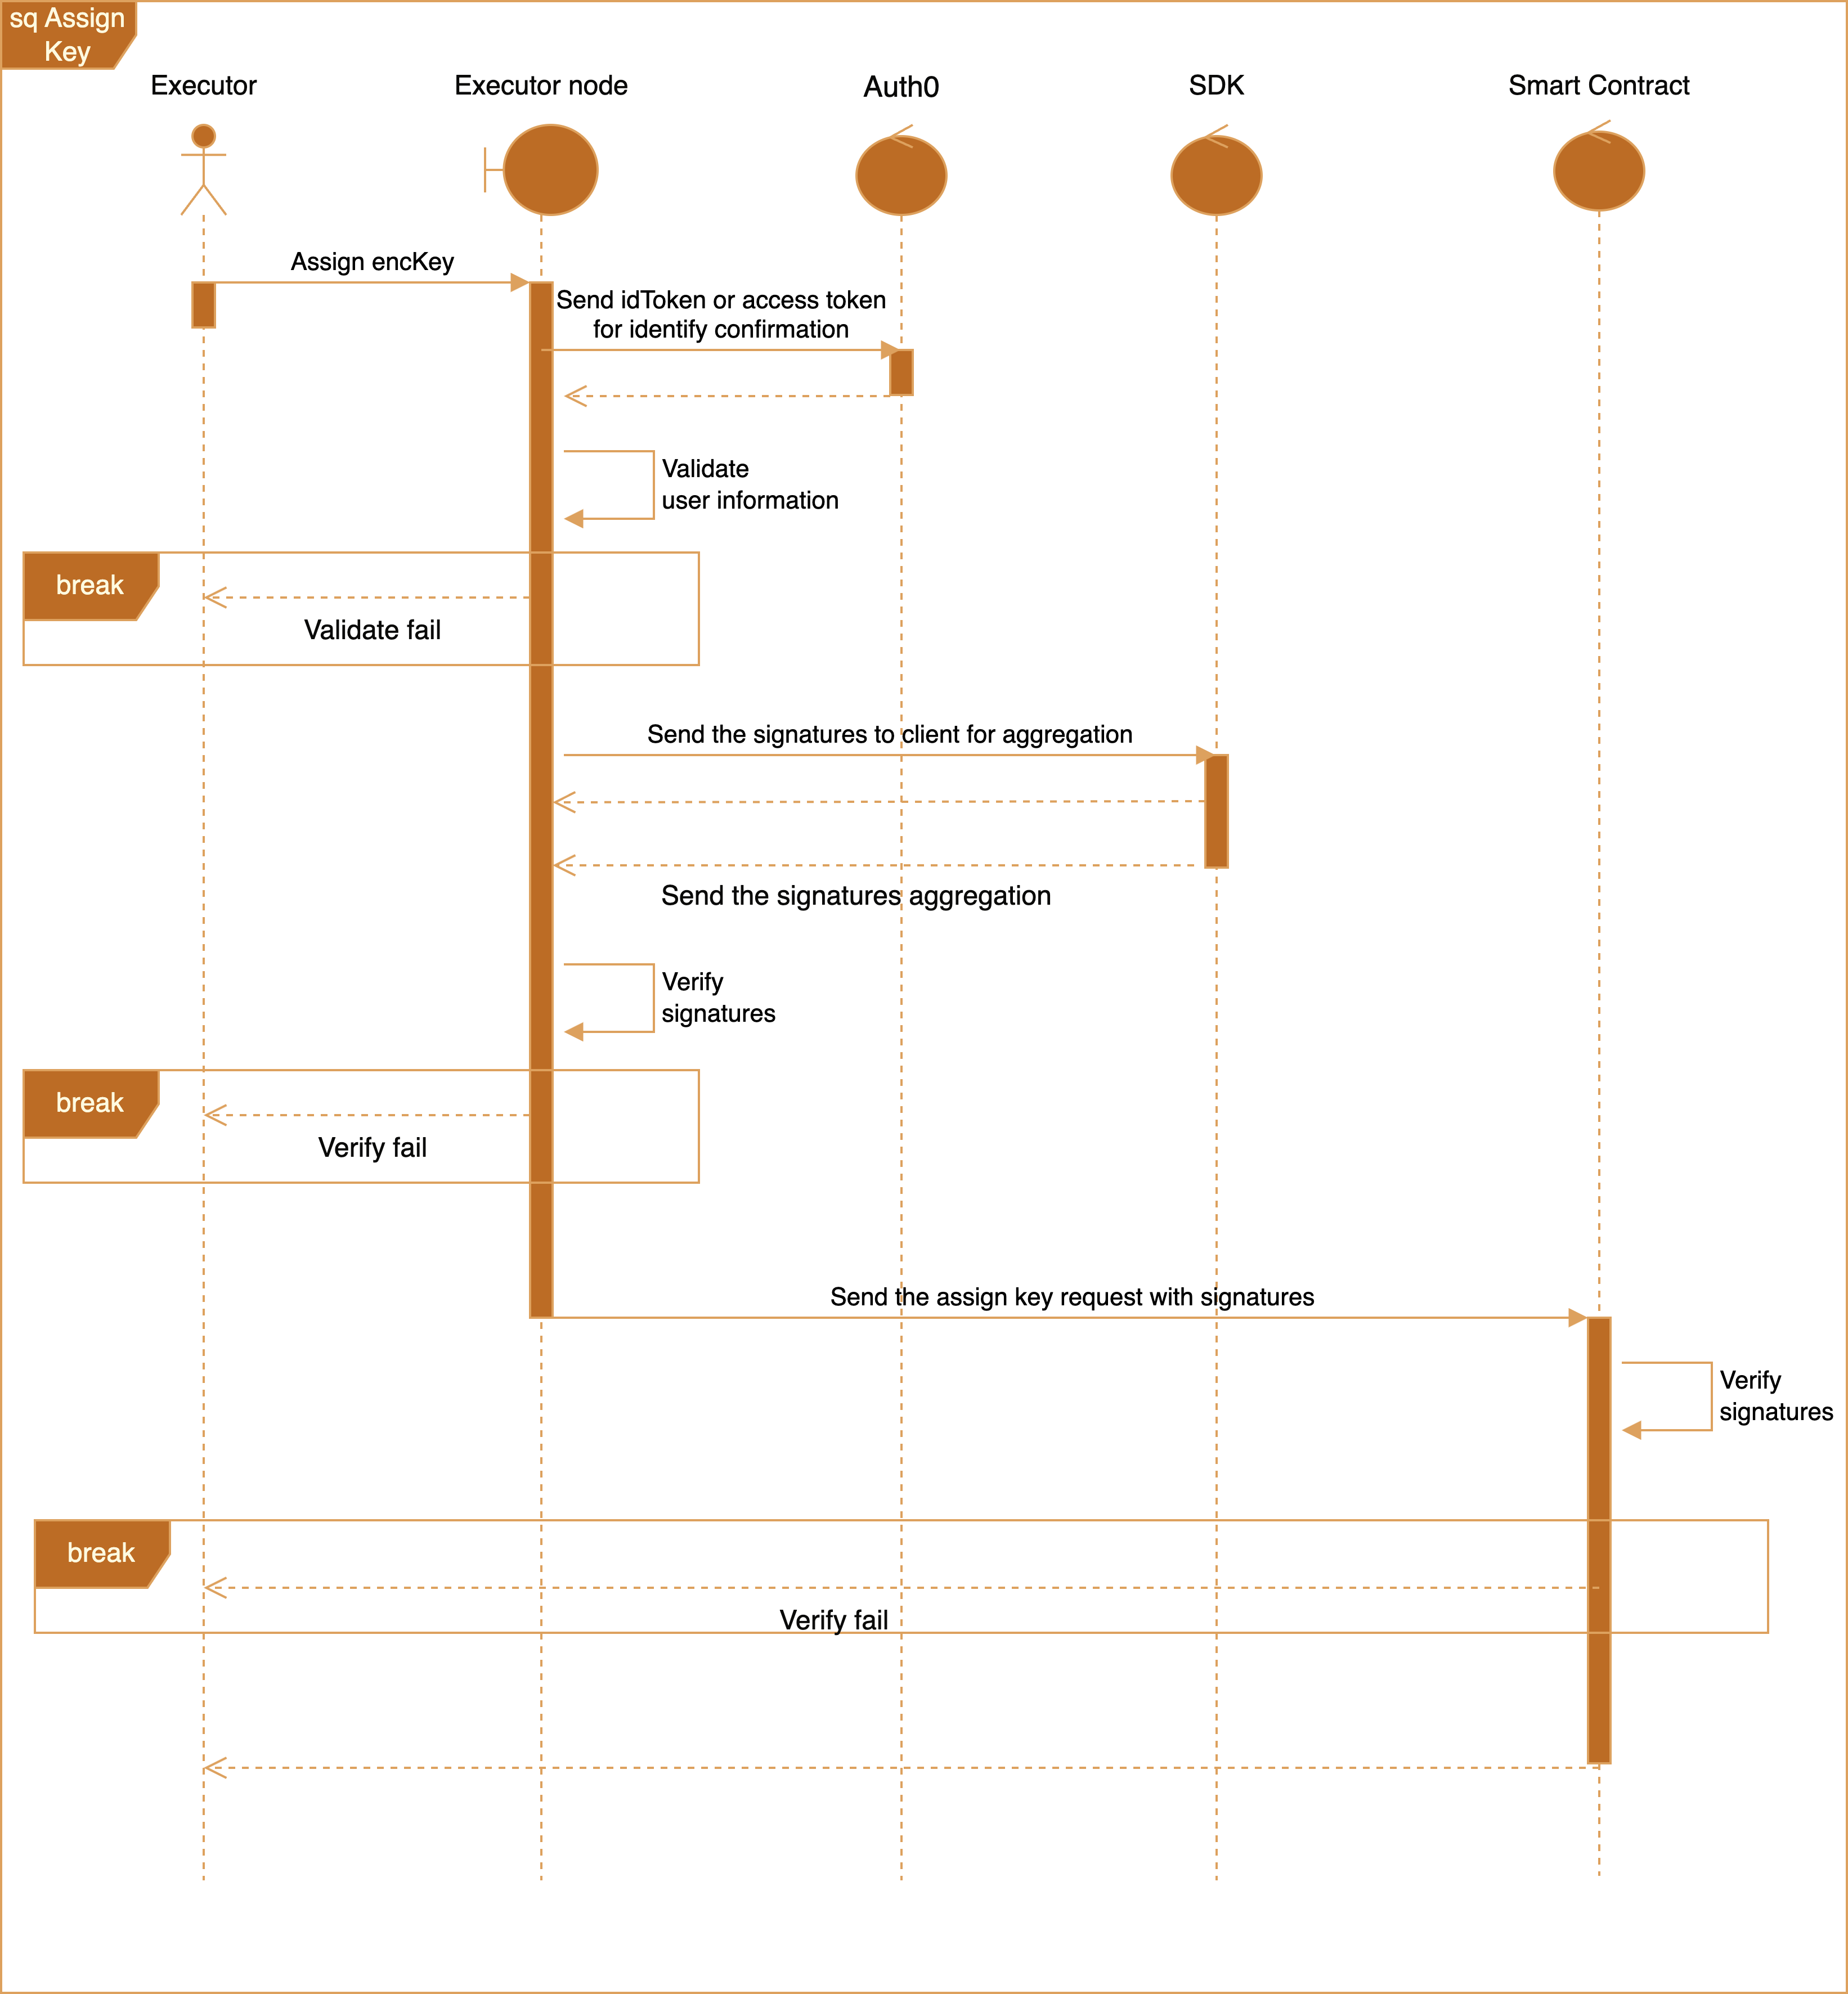 sq Assign
Key
Executor
Executor node
Auth0
SDK
Smart Contract
Assign encKey
Send idToken or access token
for identify confirmation
Validate
user information
break
Validate fail
Send the signatures to client for aggregation
Send the signatures aggregation
Verify
signatures
break
Verify fail
Send the assign key request with signatures
Verify
signatures
break
Verify fail